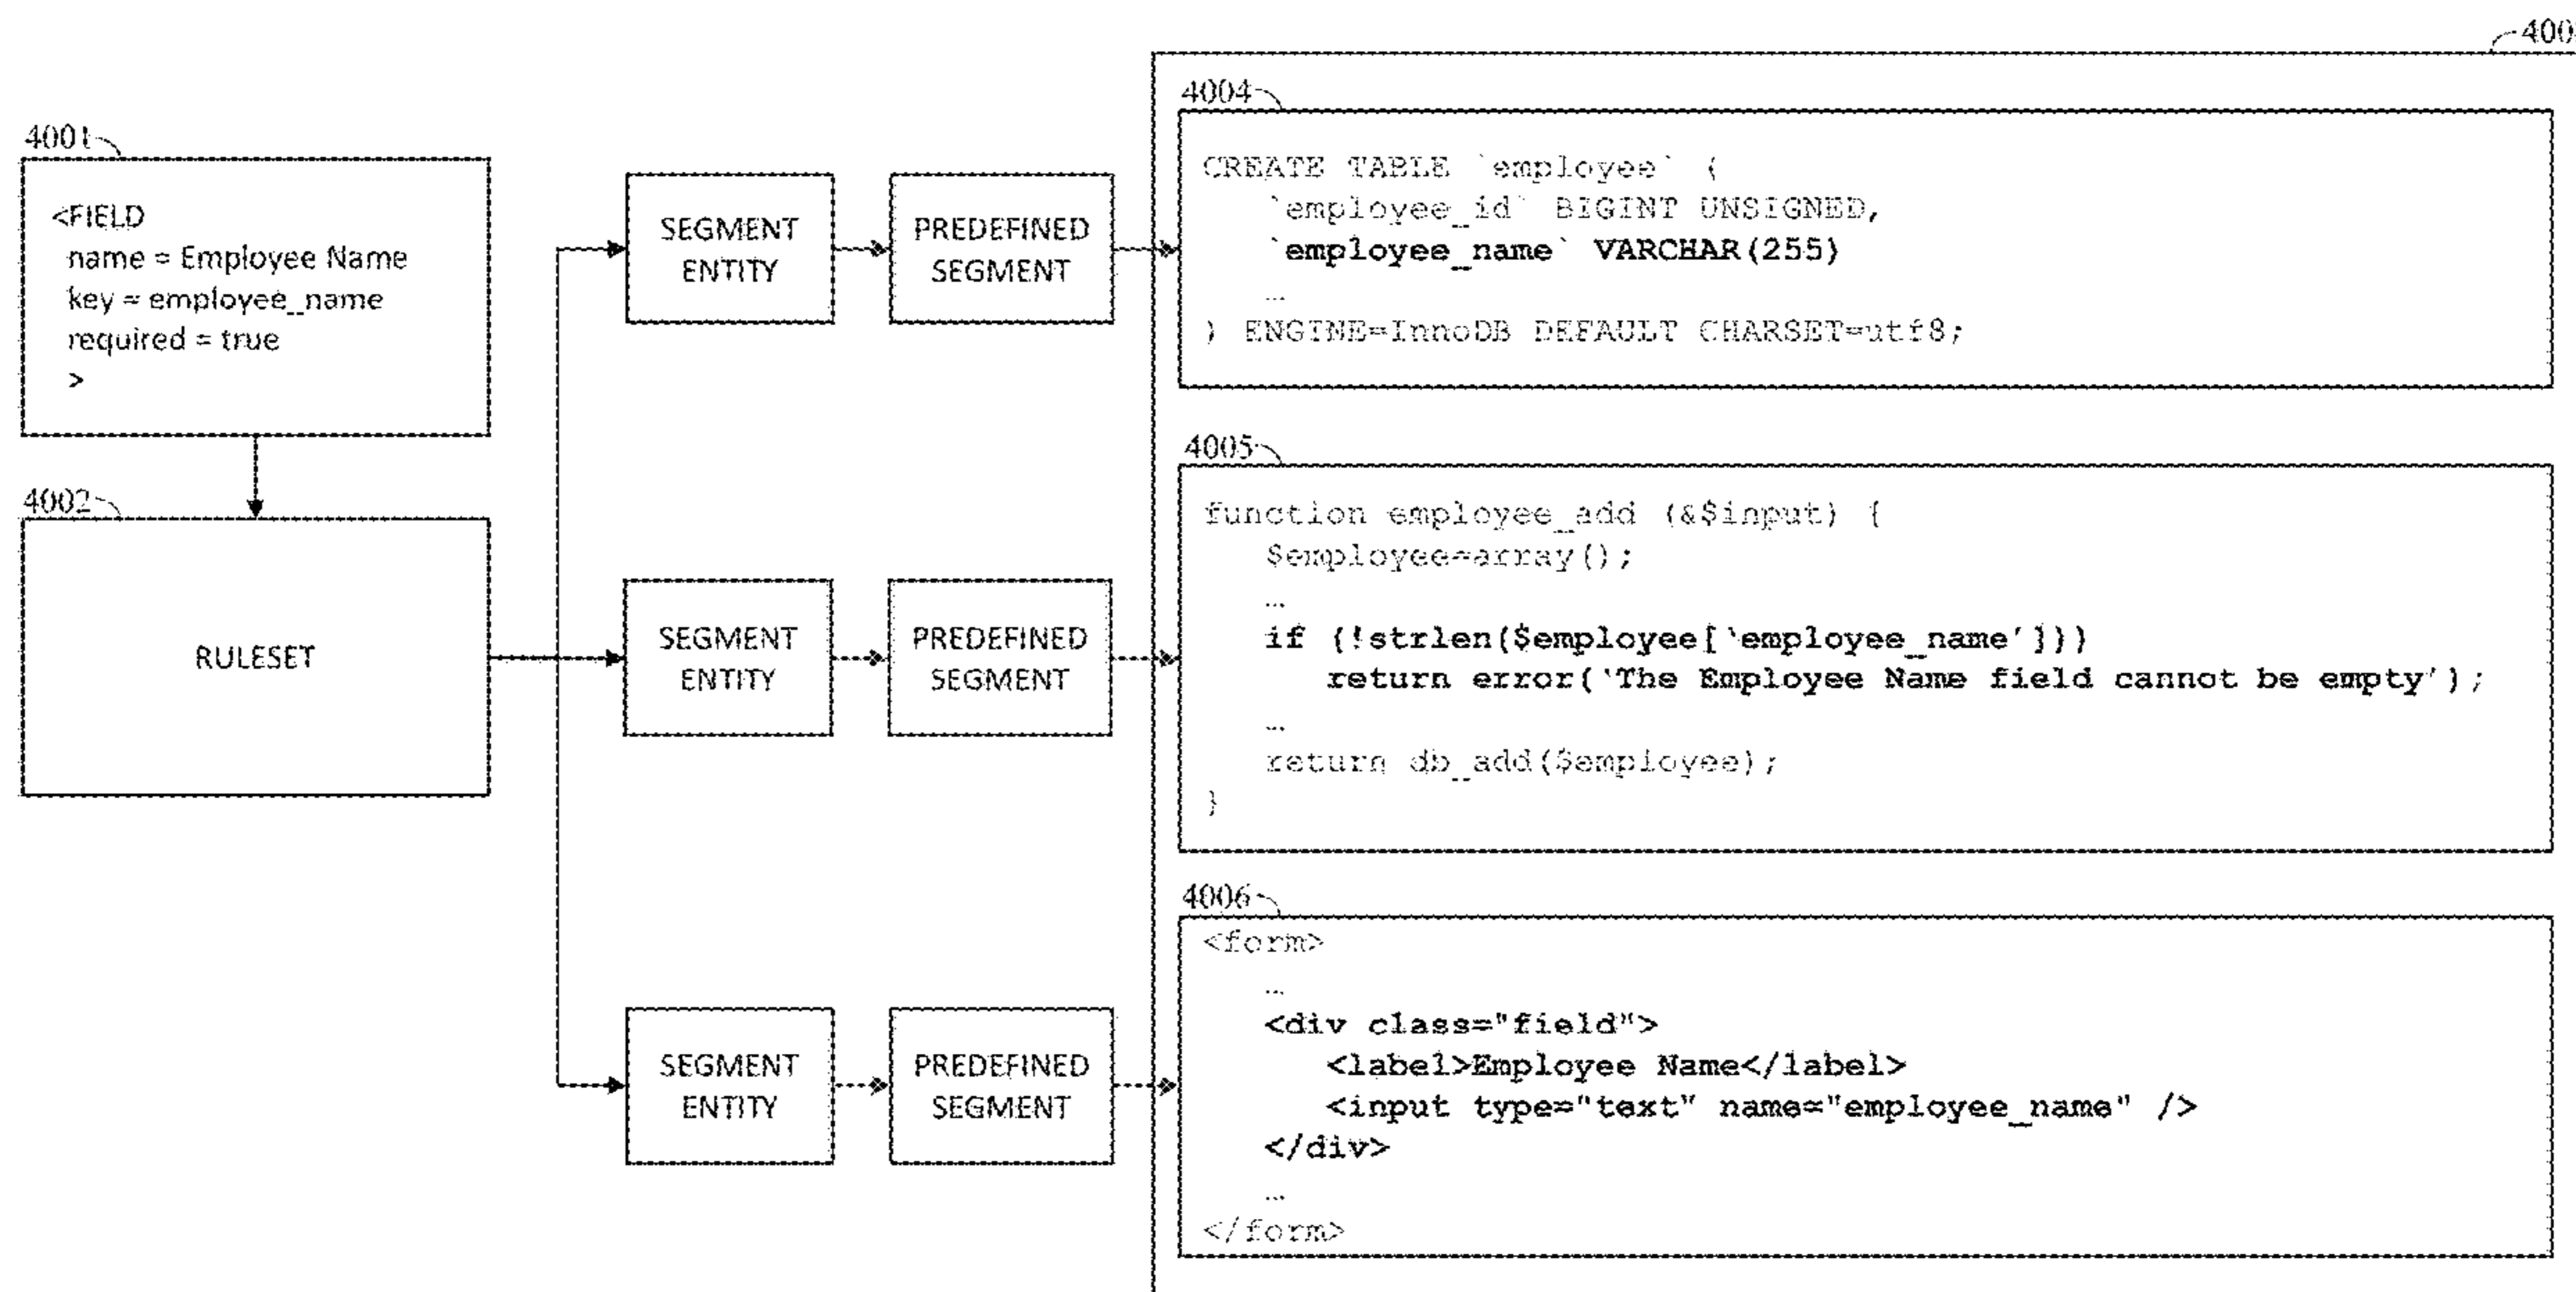 400
4001
<FIELD
name = Employee Name
key = employee_name
required = true
>
4002
RULESET
SEGMENT
ENTITY
PREDEFINED
SEGMENT
4004
CREATE TABLE `employee` (
`employee_id` BIGINT UNSIGNED,
`employee_name` VARCHAR(255)
...
) ENGINE=InnoDB DEFAULT CHARSET=utf8;
SEGMENT
ENTITY
PREDEFINED
SEGMENT
4005
function employee_add (&$input) {
$employee=array();
...
if (!strlen($employee[`employee_name']))
return error(`The Employee Name field cannot be empty');
...
return db_add($employee);
}
SEGMENT
ENTITY
PREDEFINED
SEGMENT
4006
<form>
...
<div class="field">
<label>Employee Name</label>
<input type="text" name="employee_name" />
</div>
...
</form>